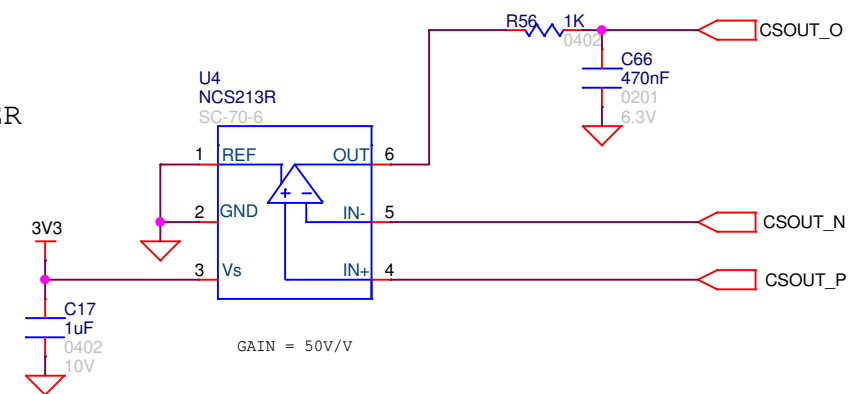 R56 1K
0402
CSOUT_O
C66
470nF
0201
6.3V
ER
U4
NCS213R
SC-70-6
1 REF OUT 6
2 GND IN- 5
3 Vs IN+ 4
+ -
CSOUT_N
CSOUT_P
3V3
C17
1uF
0402
10V
GAIN = 50V/V